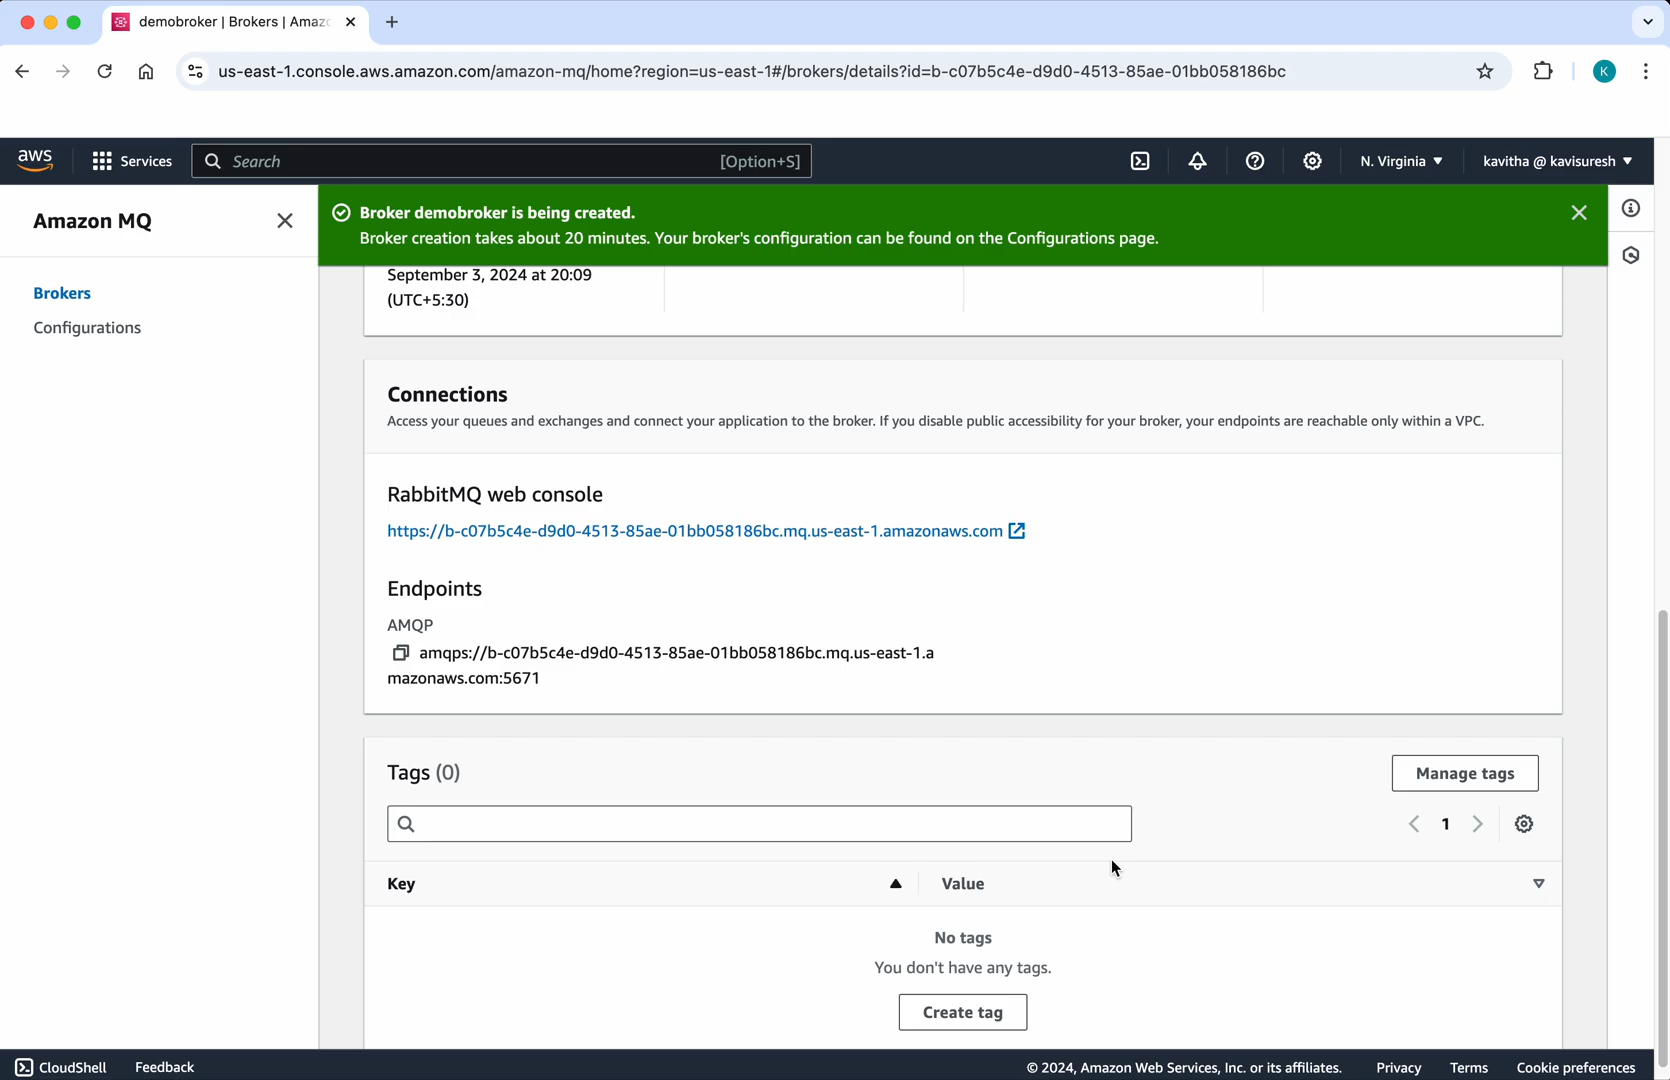 demobroker | Brokers | Amaz
us-east-1.console.aws.amazon.com/amazon-mq/home?region=us-east-1#/brokers/details?id=b-c07b5c4e-d9d0-4513-85ae-01bb058186bc
K
aws
Services
Search
[Option+S]
N. Virginia
kavitha @ kavisuresh
Amazon MQ
Brokers
Configurations
Broker demobroker is being created.
Broker creation takes about 20 minutes. Your broker's configuration can be found on the Configurations page.
September 3, 2024 at 20:09
(UTC+5:30)
Connections
Access your queues and exchanges and connect your application to the broker. If you disable public accessibility for your broker, your endpoints are reachable only within a VPC.
RabbitMQ web console
https://b-c07b5c4e-d9d0-4513-85ae-01bb058186bc.mq.us-east-1.amazonaws.com
Endpoints
AMQP
amqps://b-c07b5c4e-d9d0-4513-85ae-01bb058186bc.mq.us-east-1.a
mazonaws.com:5671
Tags (0)
Manage tags
1
Key
Value
No tags
You don't have any tags.
Create tag
CloudShell
Feedback
© 2024, Amazon Web Services, Inc. or its affiliates.
Privacy
Terms
Cookie preferences